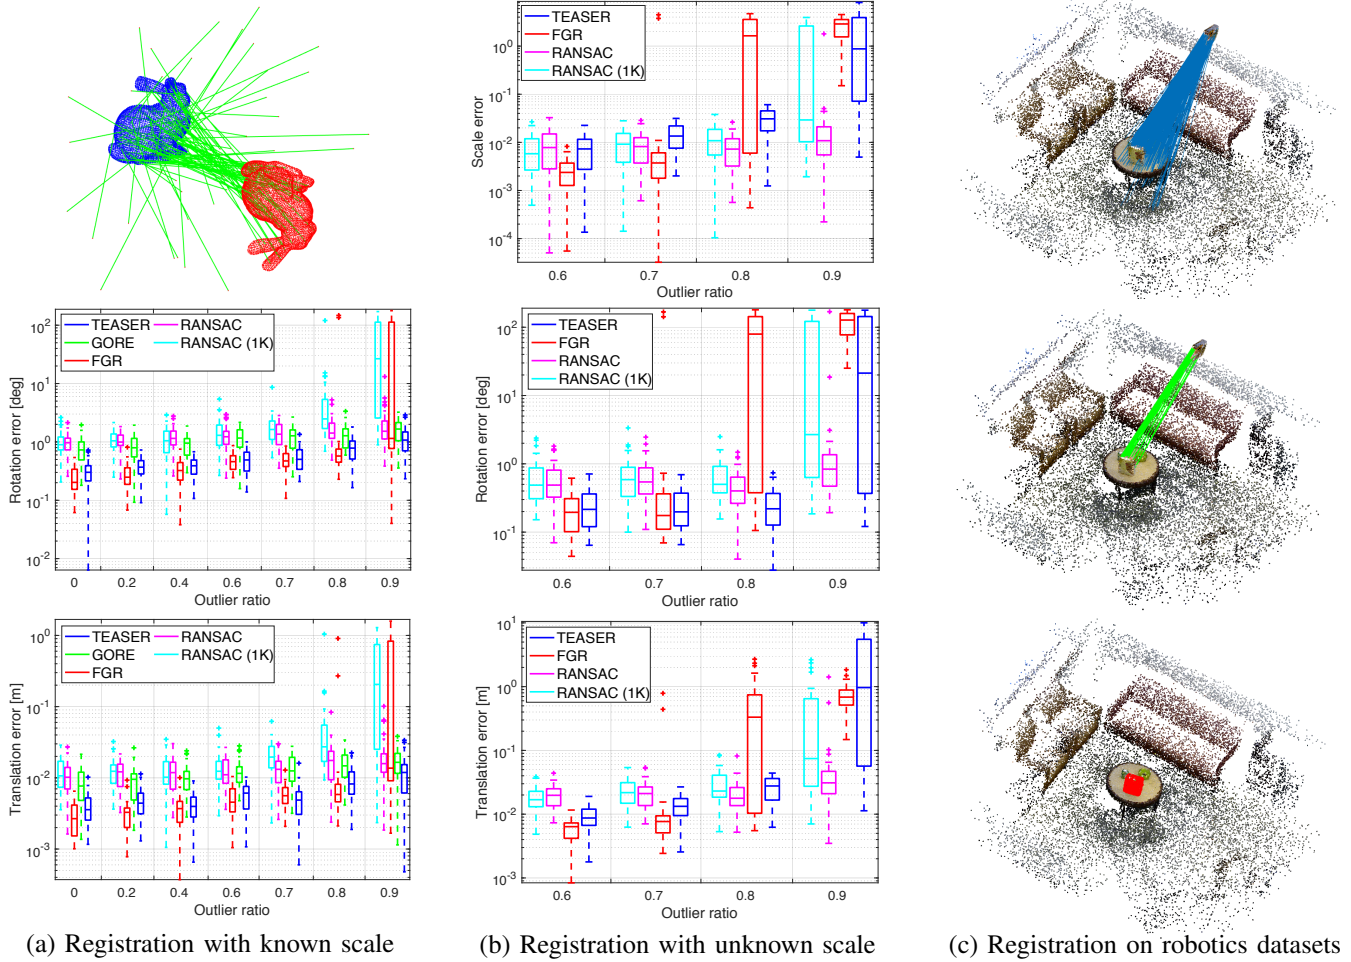 TEASER
FGR
RANSAC
RANSAC (1K)
Scale error
10^0
10^-1
10^-2
10^-3
10^-4
0.6 0.7 0.8 0.9
Outlier ratio
TEASER RANSAC
GORE RANSAC (1K)
FGR
Rotation error [deg]
10^2
10^1
10^0
10^-1
10^-2
0 0.2 0.4 0.6 0.7 0.8 0.9
Outlier ratio
TEASER
FGR
RANSAC
RANSAC (1K)
Rotation error [deg]
10^2
10^1
10^0
10^-1
0.6 0.7 0.8 0.9
Outlier ratio
TEASER RANSAC
GORE RANSAC (1K)
FGR
Translation error [m]
10^0
10^-1
10^-2
10^-3
0 0.2 0.4 0.6 0.7 0.8 0.9
Outlier ratio
TEASER
FGR
RANSAC
RANSAC (1K)
Translation error [m]
10^1
10^0
10^-1
10^-2
10^-3
0.6 0.7 0.8 0.9
Outlier ratio
(a) Registration with known scale
(b) Registration with unknown scale
(c) Registration on robotics datasets